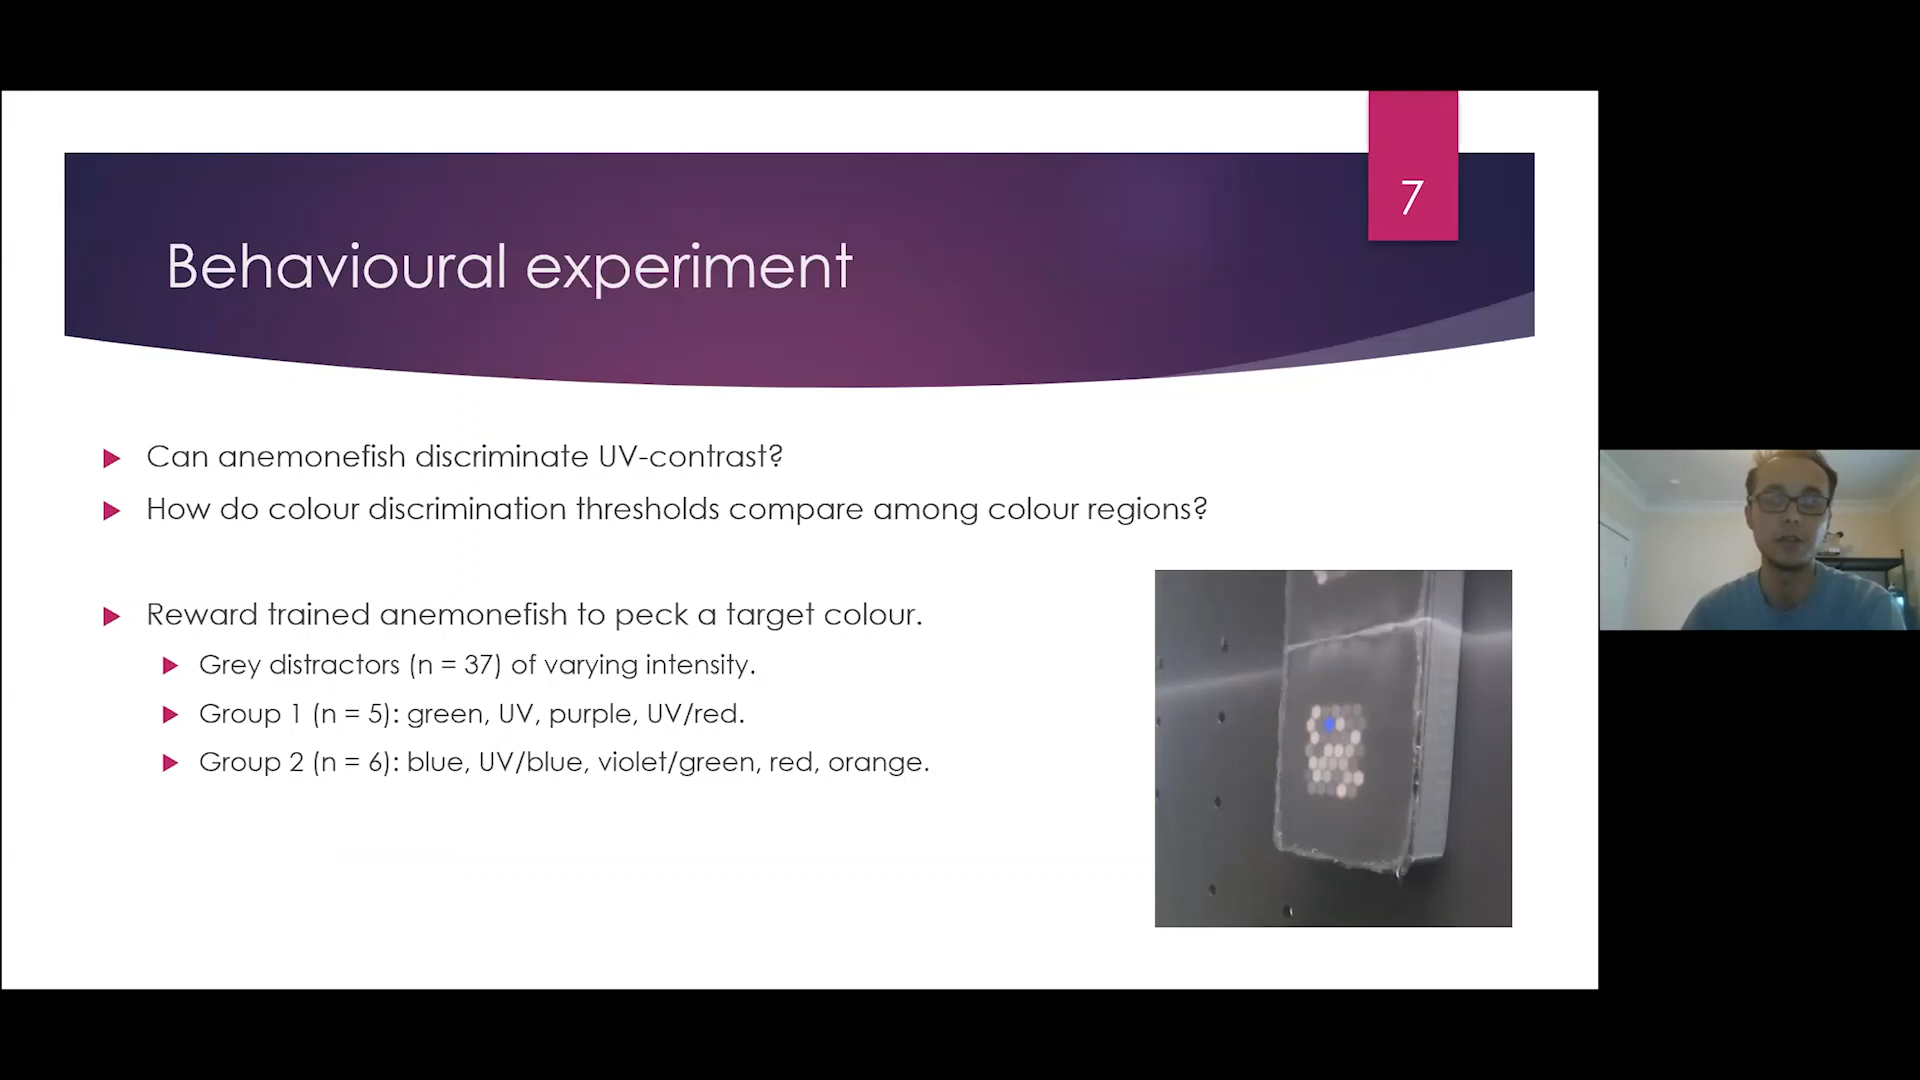 7
Behavioural experiment
Can anemonefish discriminate UV-contrast?
How do colour discrimination thresholds compare among colour regions?
Reward trained anemonefish to peck a target colour.
Grey distractors (n = 37) of varying intensity.
Group 1 (n = 5): green, UV, purple, UV/red.
Group 2 (n = 6): blue, UV/blue, violet/green, red, orange.